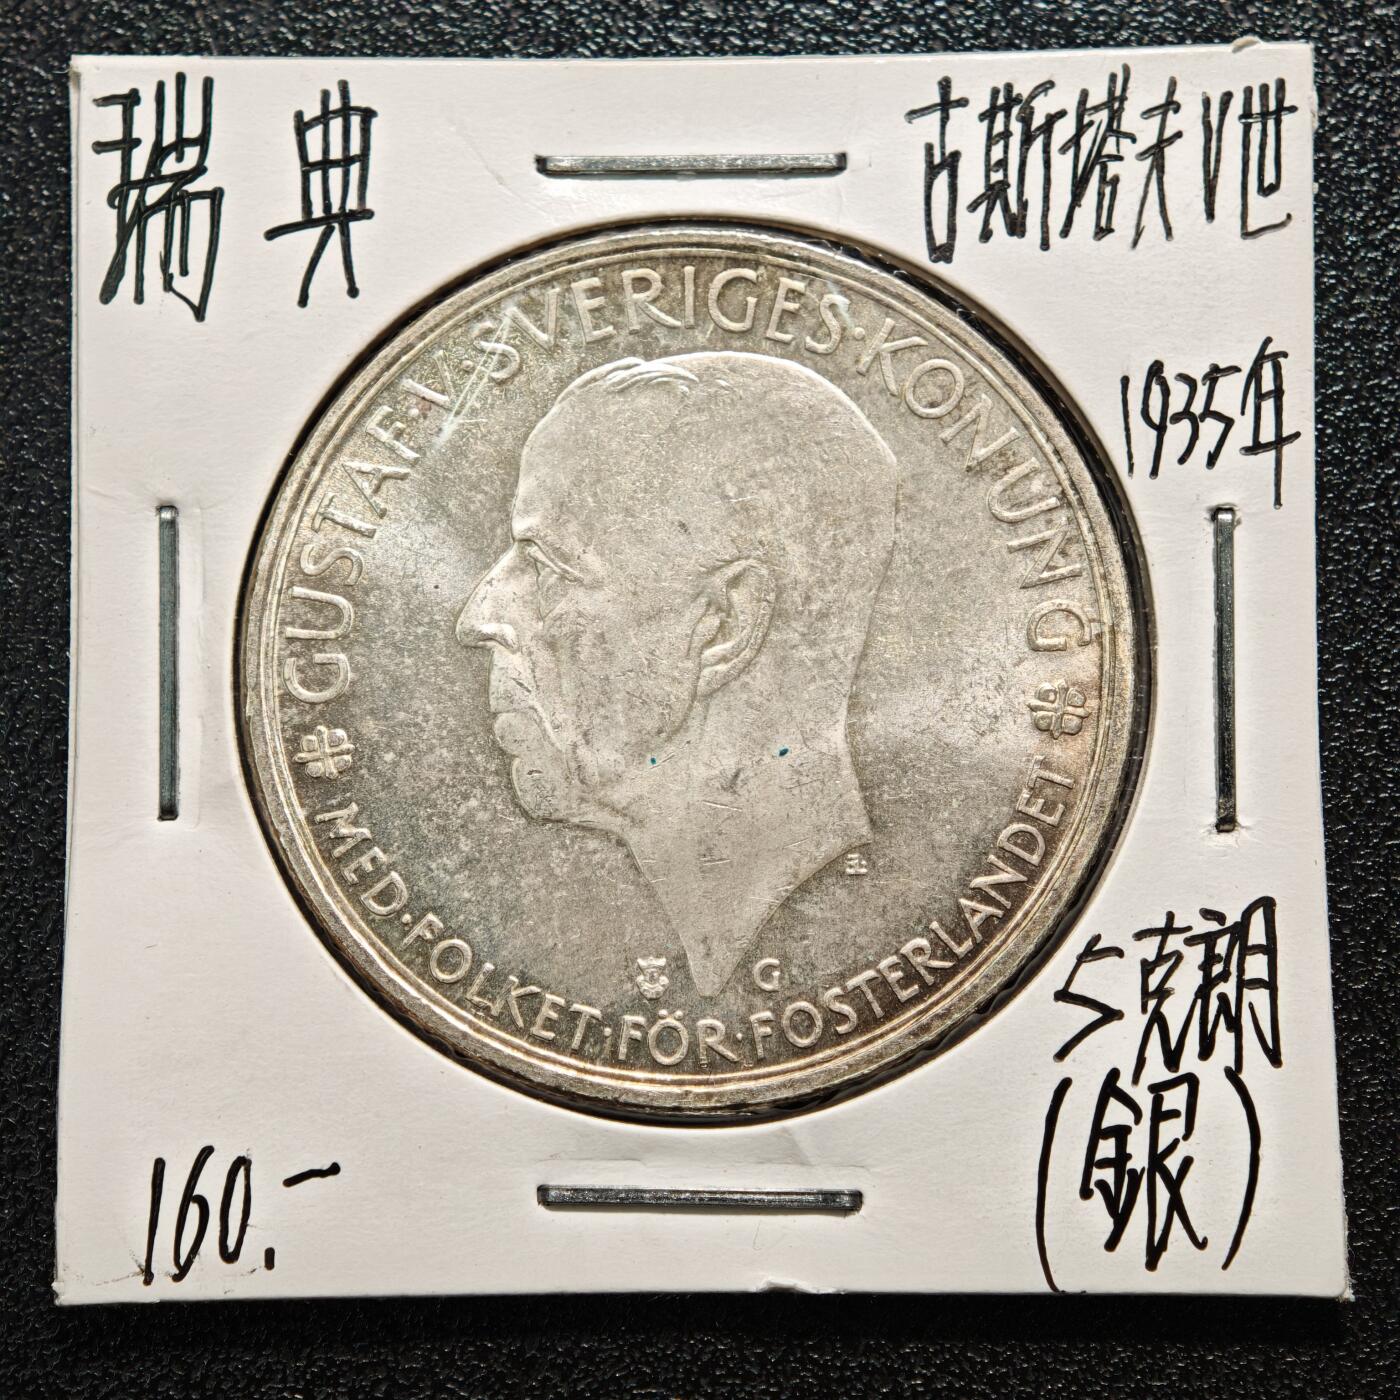 瑞典
古斯塔夫V世
1935年
GUSTAF·V·SVERIGES·KONUNG
MED·FOLKET·FÖR·FOSTERLANDET
G
EL
5克朗
(銀)
160.-